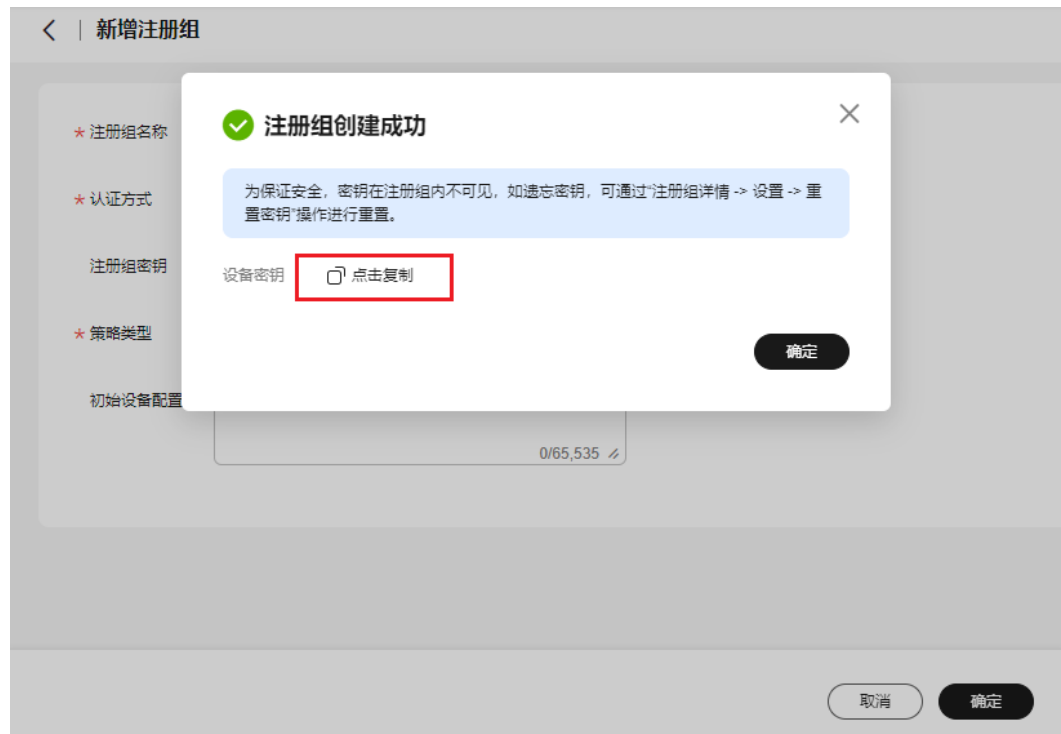 新增注册组
注册组创建成功
为保证安全，密钥在注册组内不可见，如遗忘密钥，可通过“注册组详情 -> 设置 -> 重
置密钥”操作进行重置。
设备密钥 点击复制
确定
* 注册组名称
* 认证方式
注册组密钥
* 策略类型
初始设备配置
0/65,535
取消 确定